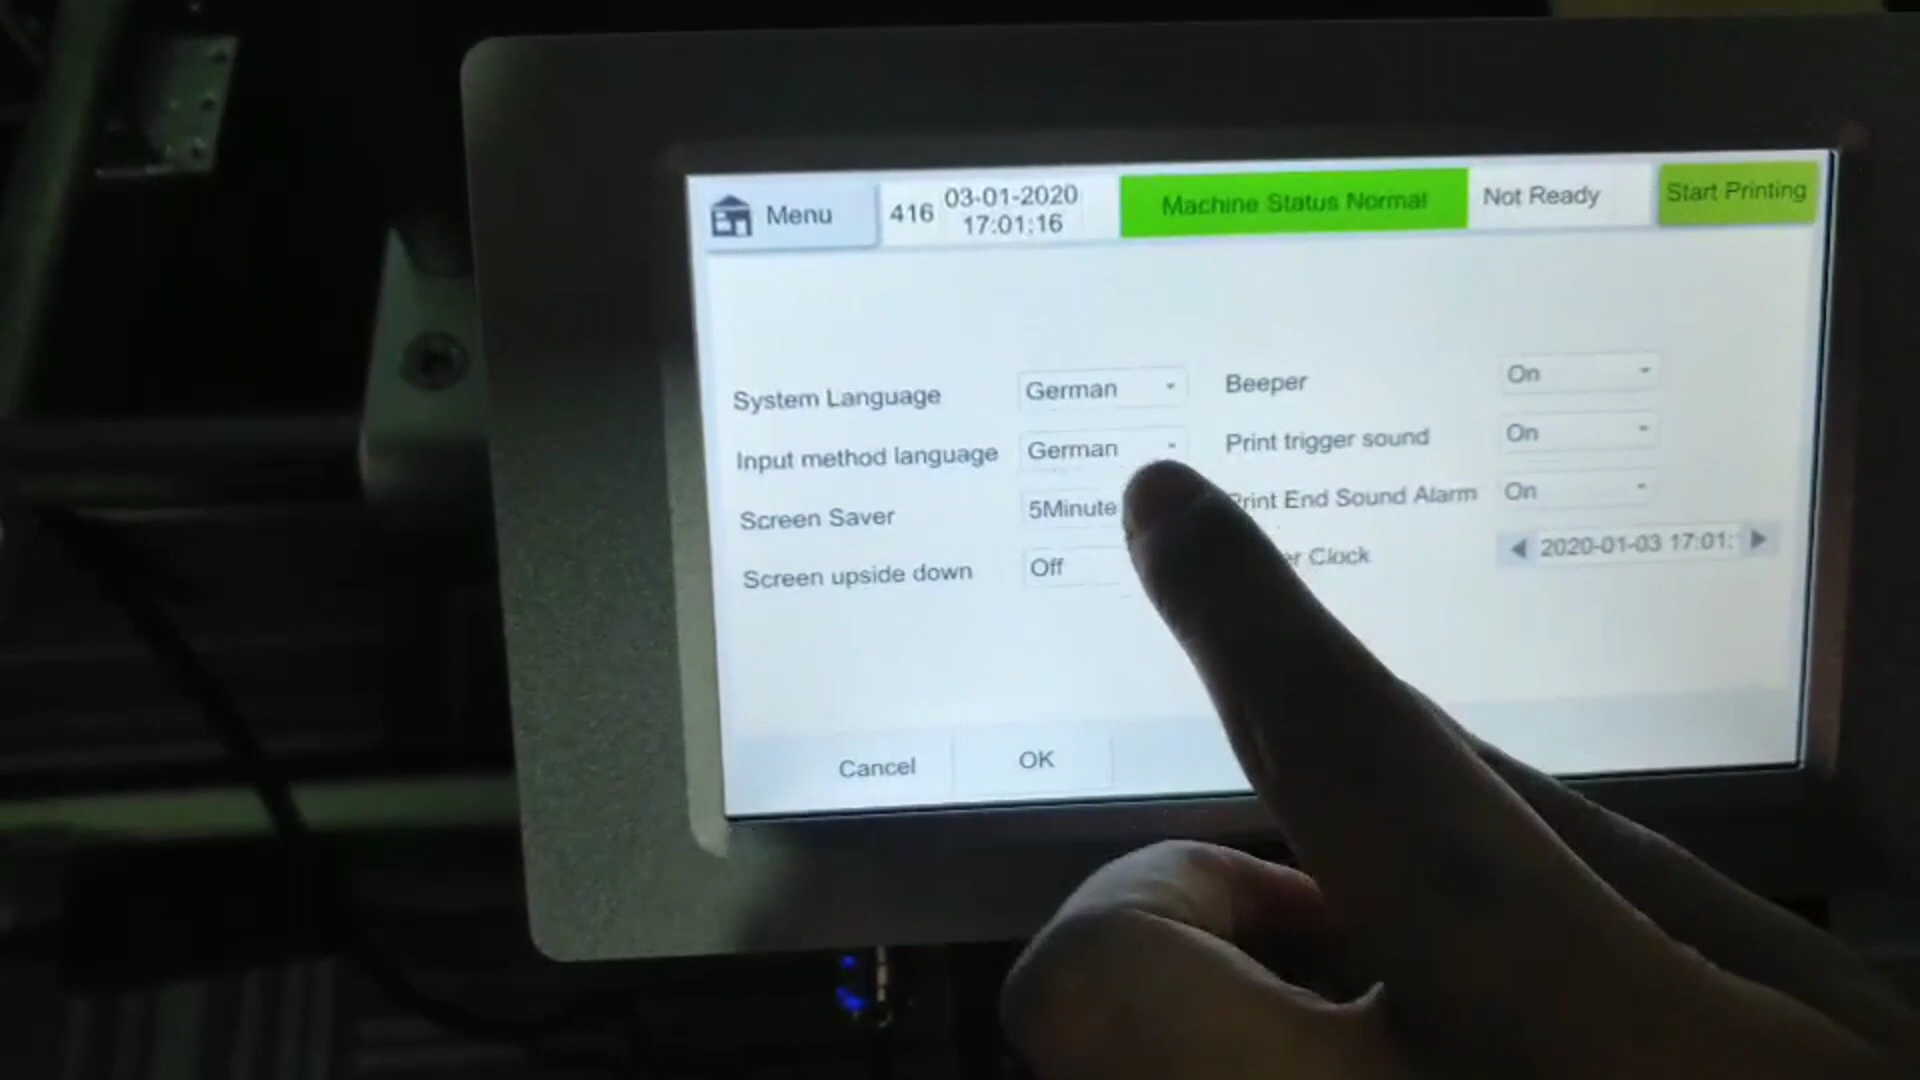 Menu
416
03-01-2020
17:01:16
Machine Status Normal
Not Ready
Start Printing
System Language
German
Beeper
On
Input method language
German
Print trigger sound
On
Screen Saver
5Minute
Print End Sound Alarm
On
Screen upside down
Off
Clock
2020-01-03 17:01:
Cancel
OK